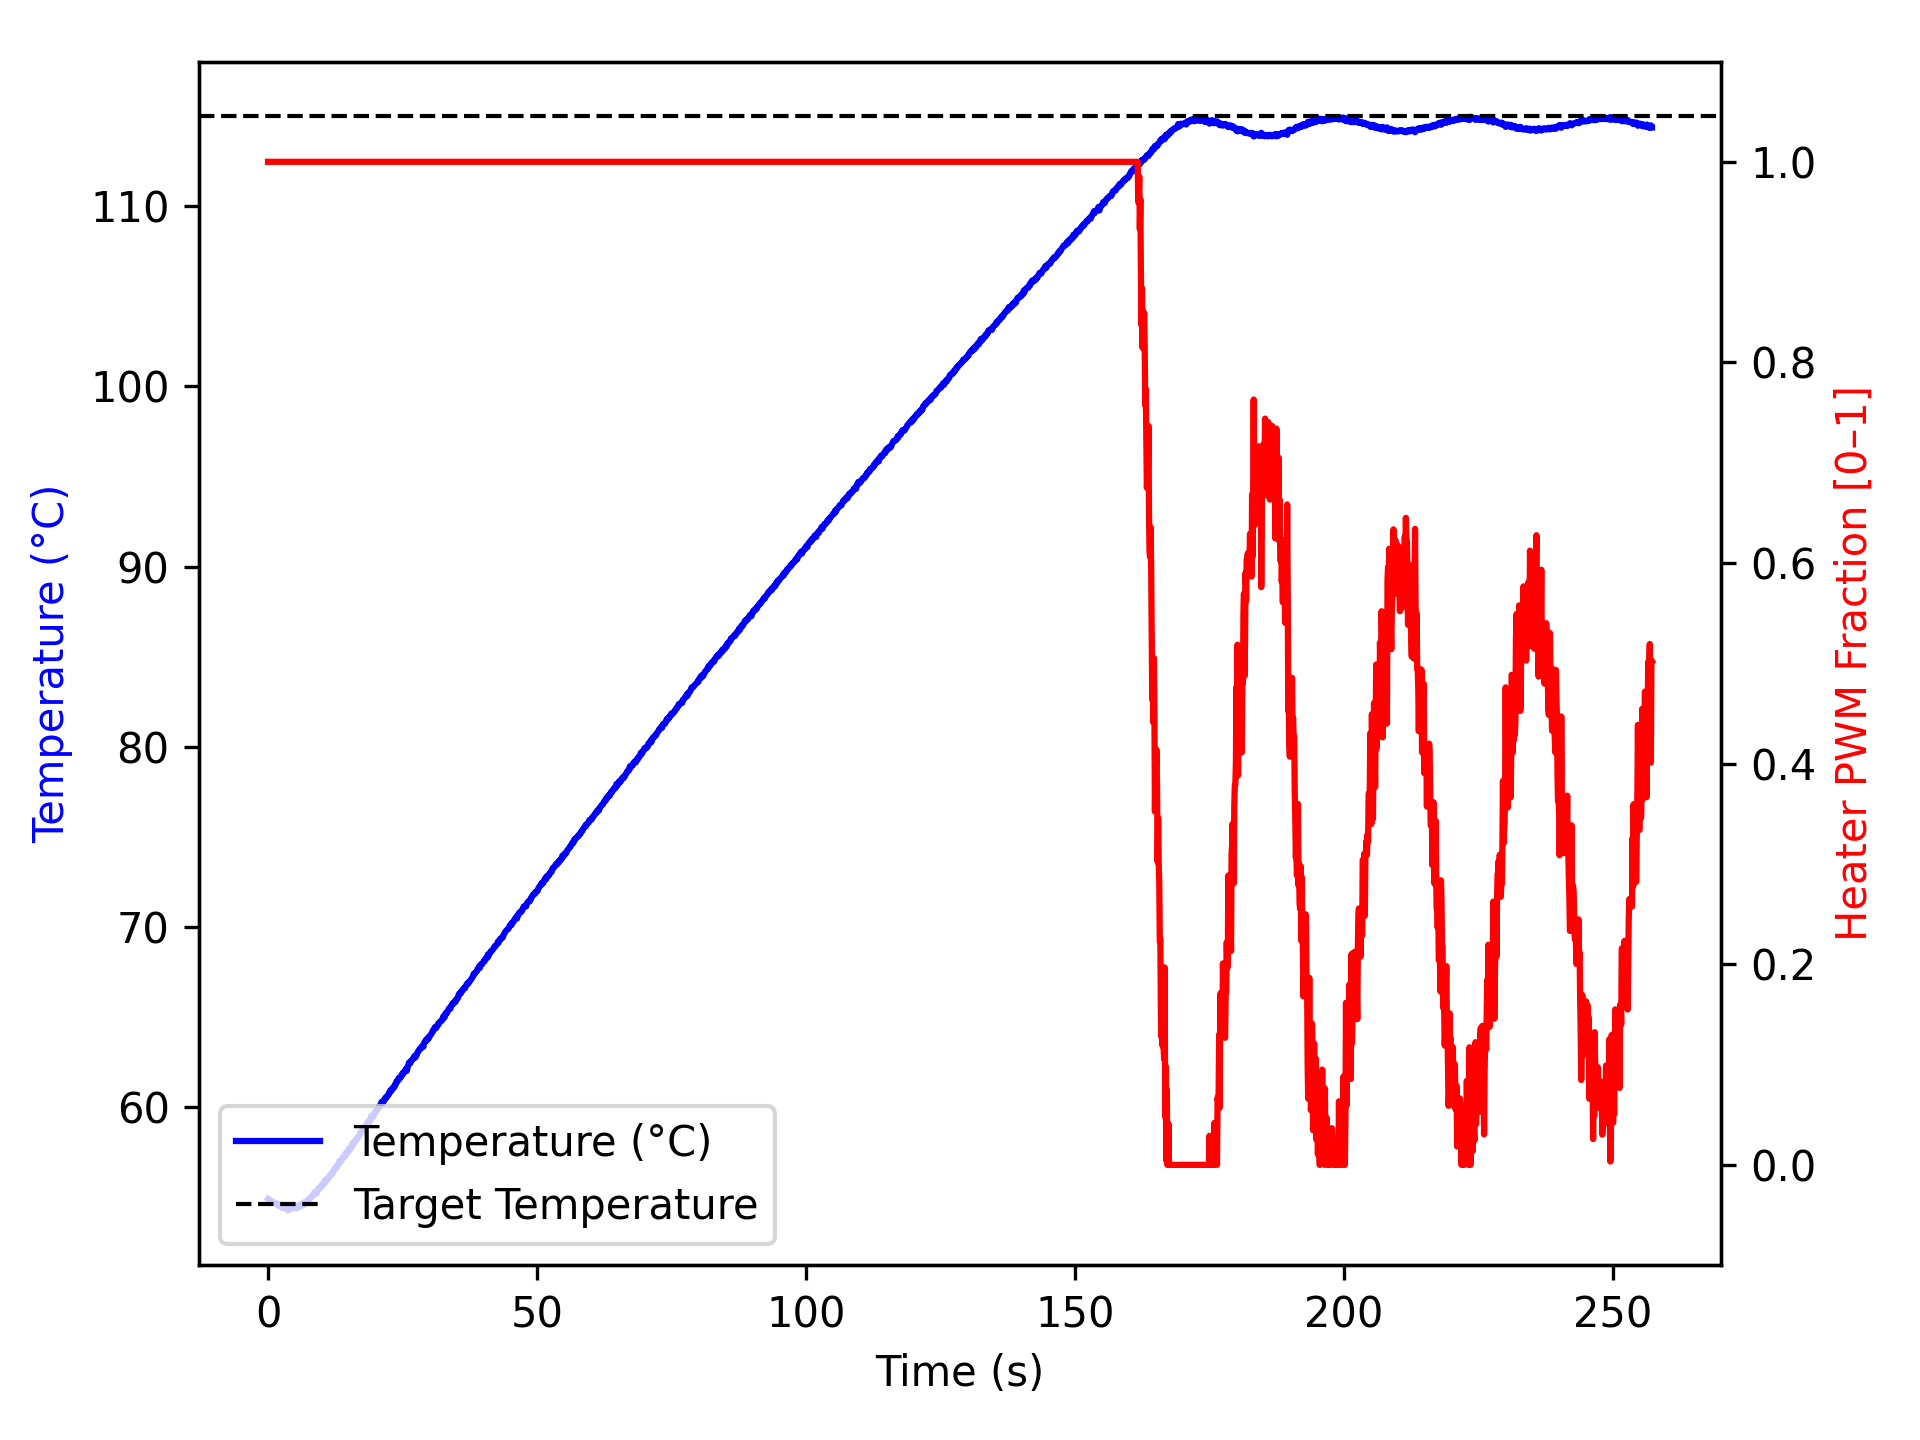 Temperature (°C)
110
100
90
80
70
60
1.0
0.8
0.6
0.4
0.2
0.0
Heater PWM Fraction [0–1]
Temperature (°C)
Target Temperature
0 50 100 150 200 250
Time (s)